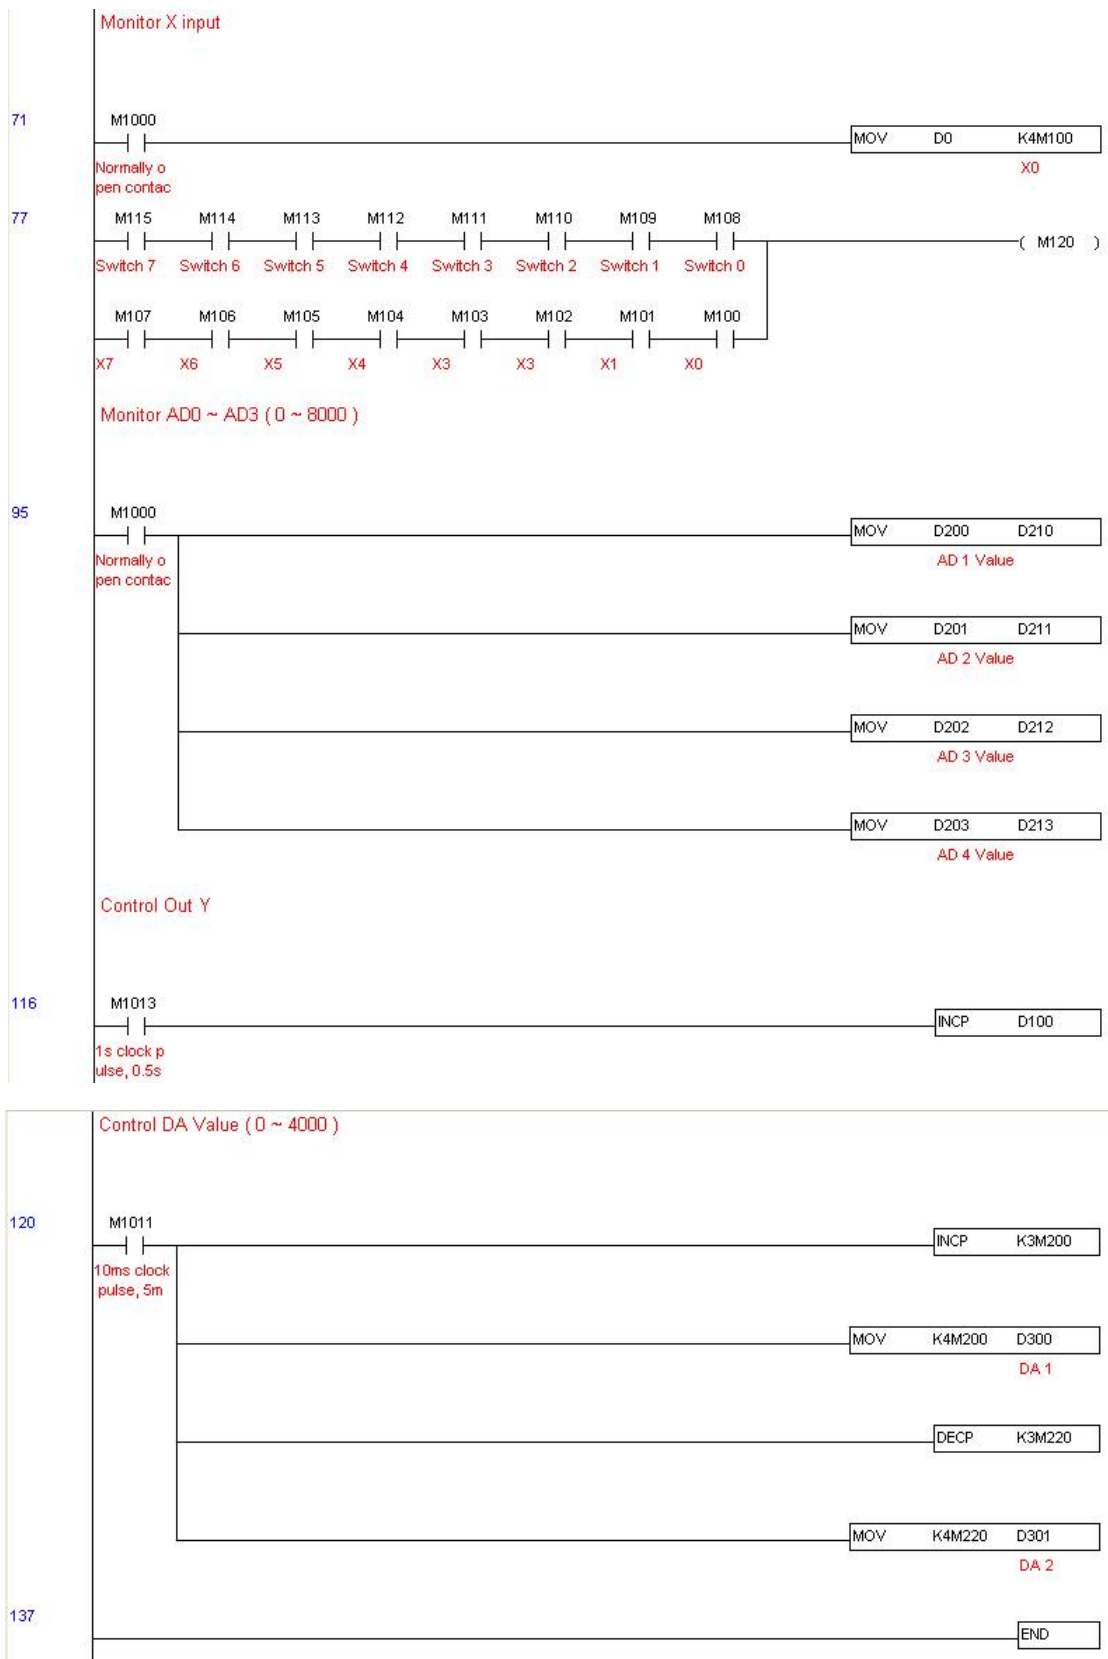 Monitor X input
71 M1000
MOV D0 K4M100
Normally o
pen contac
X0
77 M115 M114 M113 M112 M111 M110 M109 M108
( M120 )
Switch 7 Switch 6 Switch 5 Switch 4 Switch 3 Switch 2 Switch 1 Switch 0
M107 M106 M105 M104 M103 M102 M101 M100
X7 X6 X5 X4 X3 X3 X1 X0
Monitor AD0 ~ AD3 ( 0 ~ 8000 )
95 M1000
MOV D200 D210
Normally o
pen contac
AD 1 Value
MOV D201 D211
AD 2 Value
MOV D202 D212
AD 3 Value
MOV D203 D213
AD 4 Value
Control Out Y
116 M1013
INCP D100
1s clock p
ulse, 0.5s
Control DA Value ( 0 ~ 4000 )
120 M1011
INCP K3M200
10ms clock
pulse, 5m
MOV K4M200 D300
DA 1
DECP K3M220
MOV K4M220 D301
DA 2
137
END